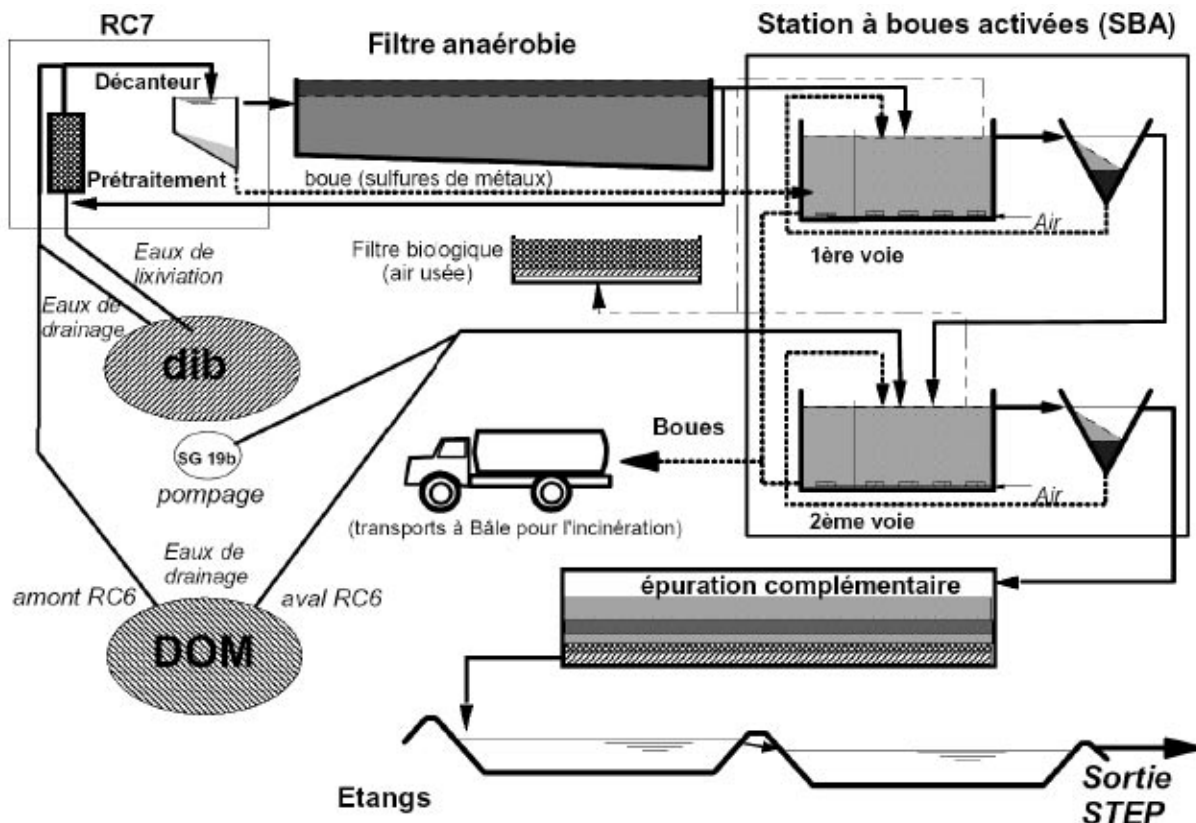 RC7
Filtre anaérobie
Station à boues activées (SBA)
Décanteur
Prétraitement
boue (sulfures de métaux)
Air
1ère voie
Eaux de
lixiviation
Filtre biologique
(air usée)
Eaux de
drainage
dib
SG 19b
pompage
Boues
Air
2ème voie
(transports à Bâle pour l'incinération)
Eaux de
drainage
amont RC6
aval RC6
DOM
épuration complémentaire
Etangs
Sortie
STEP